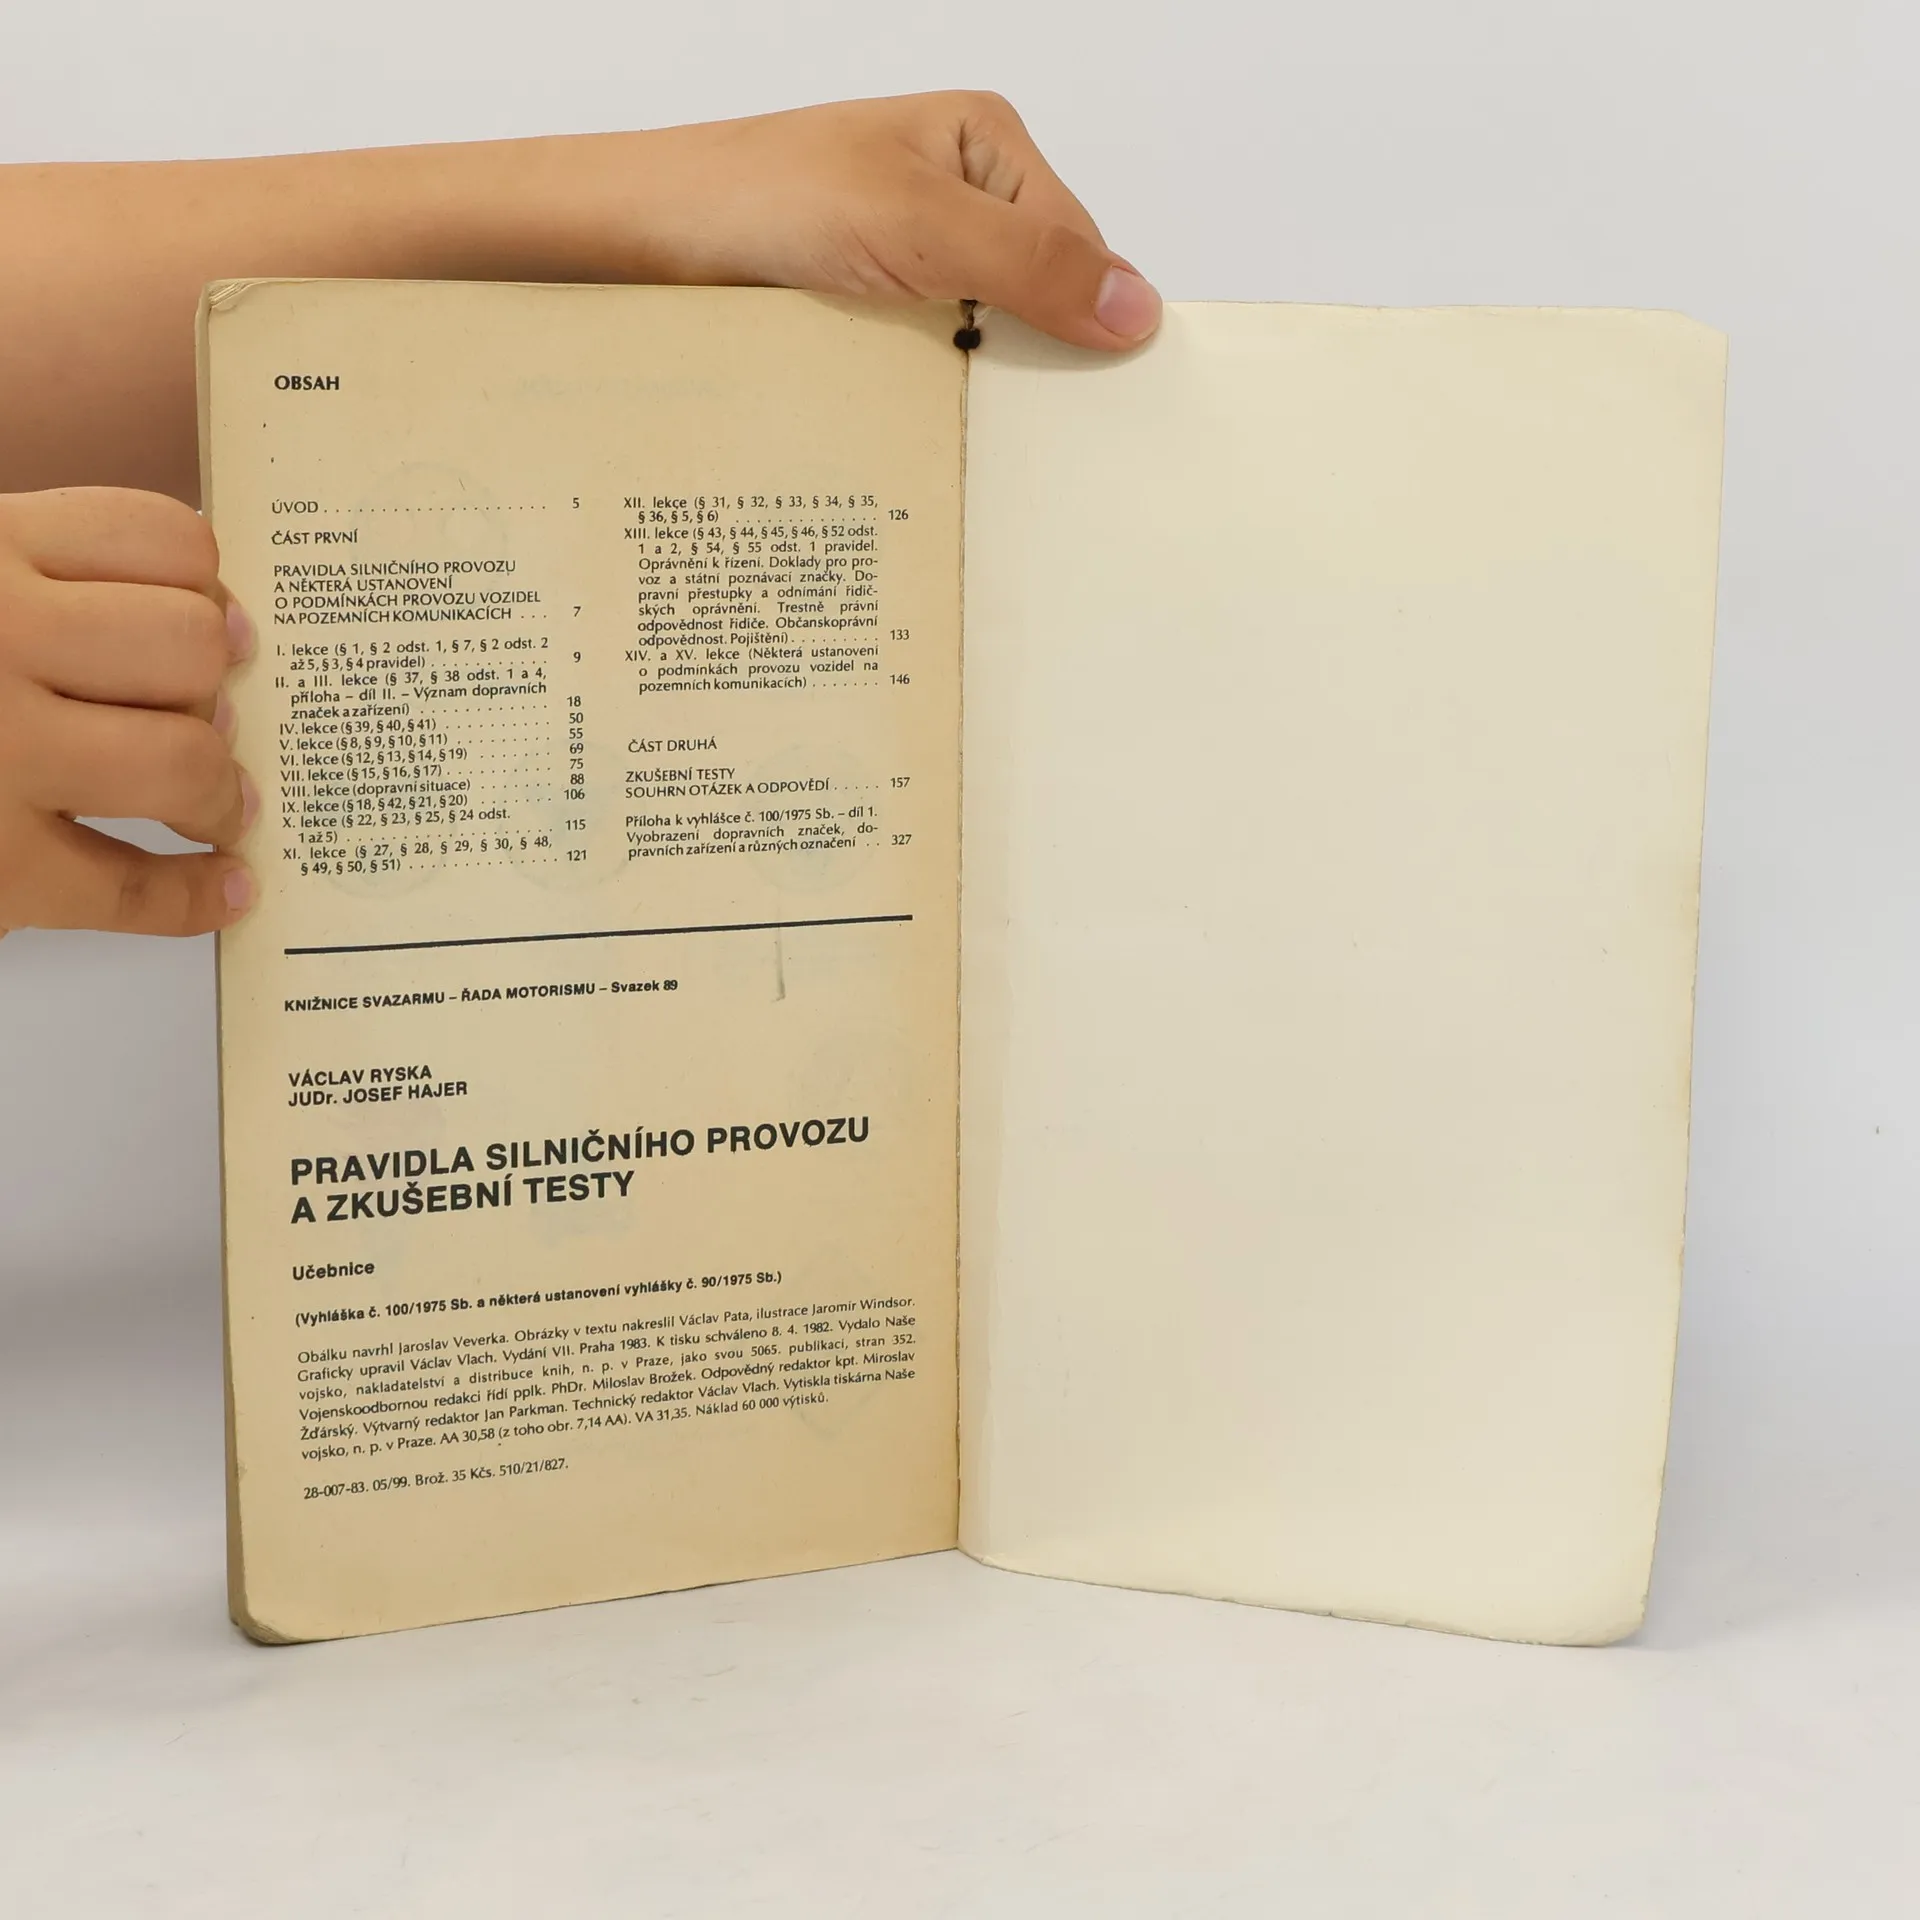 OBSAH
ÚVOD . . . . . . . . . . . . . . . . . . . . 5
ČÁST PRVNÍ
PRAVIDLA SILNIČNÍHO PROVOZU
A NĚKTERÁ USTANOVENÍ
O PODMÍNKÁCH PROVOZU VOZIDEL
NA POZEMNÍCH KOMUNIKACÍCH . . . 7
I. lekce (§ 1, § 2 odst. 1, § 7, § 2 odst. 2
až 5, § 3, § 4 pravidel) . . . . . . . . . . . 9
II. a III. lekce (§ 37, § 38 odst. 1 a 4,
příloha – díl II. – Význam dopravních
značek a zařízení) . . . . . . . . . . . . 18
IV. lekce (§ 39, § 40, § 41) . . . . . . . . . . 50
V. lekce (§ 8, § 9, § 10, § 11) . . . . . . . . . 55
VI. lekce (§ 12, § 13, § 14, § 19) . . . . . . . 69
VII. lekce (§ 15, § 16, § 17) . . . . . . . . . . 75
VIII. lekce (dopravní situace) . . . . . . . 88
IX. lekce (§ 18, § 42, § 21, § 20) . . . . . . . 106
X. lekce (§ 22, § 23, § 25, § 24 odst.
1 až 5) . . . . . . . . . . . . . . . . . . . . 115
XI. lekce (§ 27, § 28, § 29, § 30, § 48,
§ 49, § 50, § 51) . . . . . . . . . . . . . . 121
XII. lekce (§ 31, § 32, § 33, § 34, § 35,
§ 36, § 5, § 6) . . . . . . . . . . . . . . 126
XIII. lekce (§ 43, § 44, § 45, § 46, § 52 odst.
1 a 2, § 54, § 55 odst. 1 pravidel.
Oprávnění k řízení. Doklady pro pro-
voz a státní poznávací značky. Do-
pravní přestupky a odnímání řidič-
ských oprávnění. Trestně právní
odpovědnost řidiče. Občanskoprávní
odpovědnost. Pojištění) . . . . . . . . . 133
XIV. a XV. lekce (Některá ustanovení
o podmínkách provozu vozidel na
pozemních komunikacích) . . . . . . . 146
ČÁST DRUHÁ
ZKUŠEBNÍ TESTY
SOUHRN OTÁZEK A ODPOVĚDÍ . . . . . 157
Příloha k vyhlášce č. 100/1975 Sb. – díl 1.
Vyobrazení dopravních značek, do-
pravních zařízení a různých označení . . 327
KNIŽNICE SVAZARMU – ŘADA MOTORISMU – Svazek 89
VÁCLAV RYSKA
JUDr. JOSEF HAJER
PRAVIDLA SILNIČNÍHO PROVOZU
A ZKUŠEBNÍ TESTY
Učebnice
(Vyhláška č. 100/1975 Sb. a některá ustanovení vyhlášky č. 90/1975 Sb.)
Obálku navrhl Jaroslav Veverka. Obrázky v textu nakreslil Václav Pata, ilustrace Jaromír Windsor.
Graficky upravil Václav Vlach. Vydání VII. Praha 1983. K tisku schváleno 8. 4. 1982. Vydalo Naše
vojsko, nakladatelství a distribuce knih, n. p. v Praze, jako svou 5065. publikaci, stran 352.
Vojenskoodbornou redakci řídí pplk. PhDr. Miloslav Brožek. Odpovědný redaktor kpt. Miroslav
Žďárský. Výtvarný redaktor Jan Parkman. Technický redaktor Václav Vlach. Vytiskla tiskárna Naše
vojsko, n. p. v Praze. AA 30,58 (z toho obr. 7,14 AA). VA 31,35. Náklad 60 000 výtisků.
28-007-83. 05/99. Brož. 35 Kčs. 510/21/827.